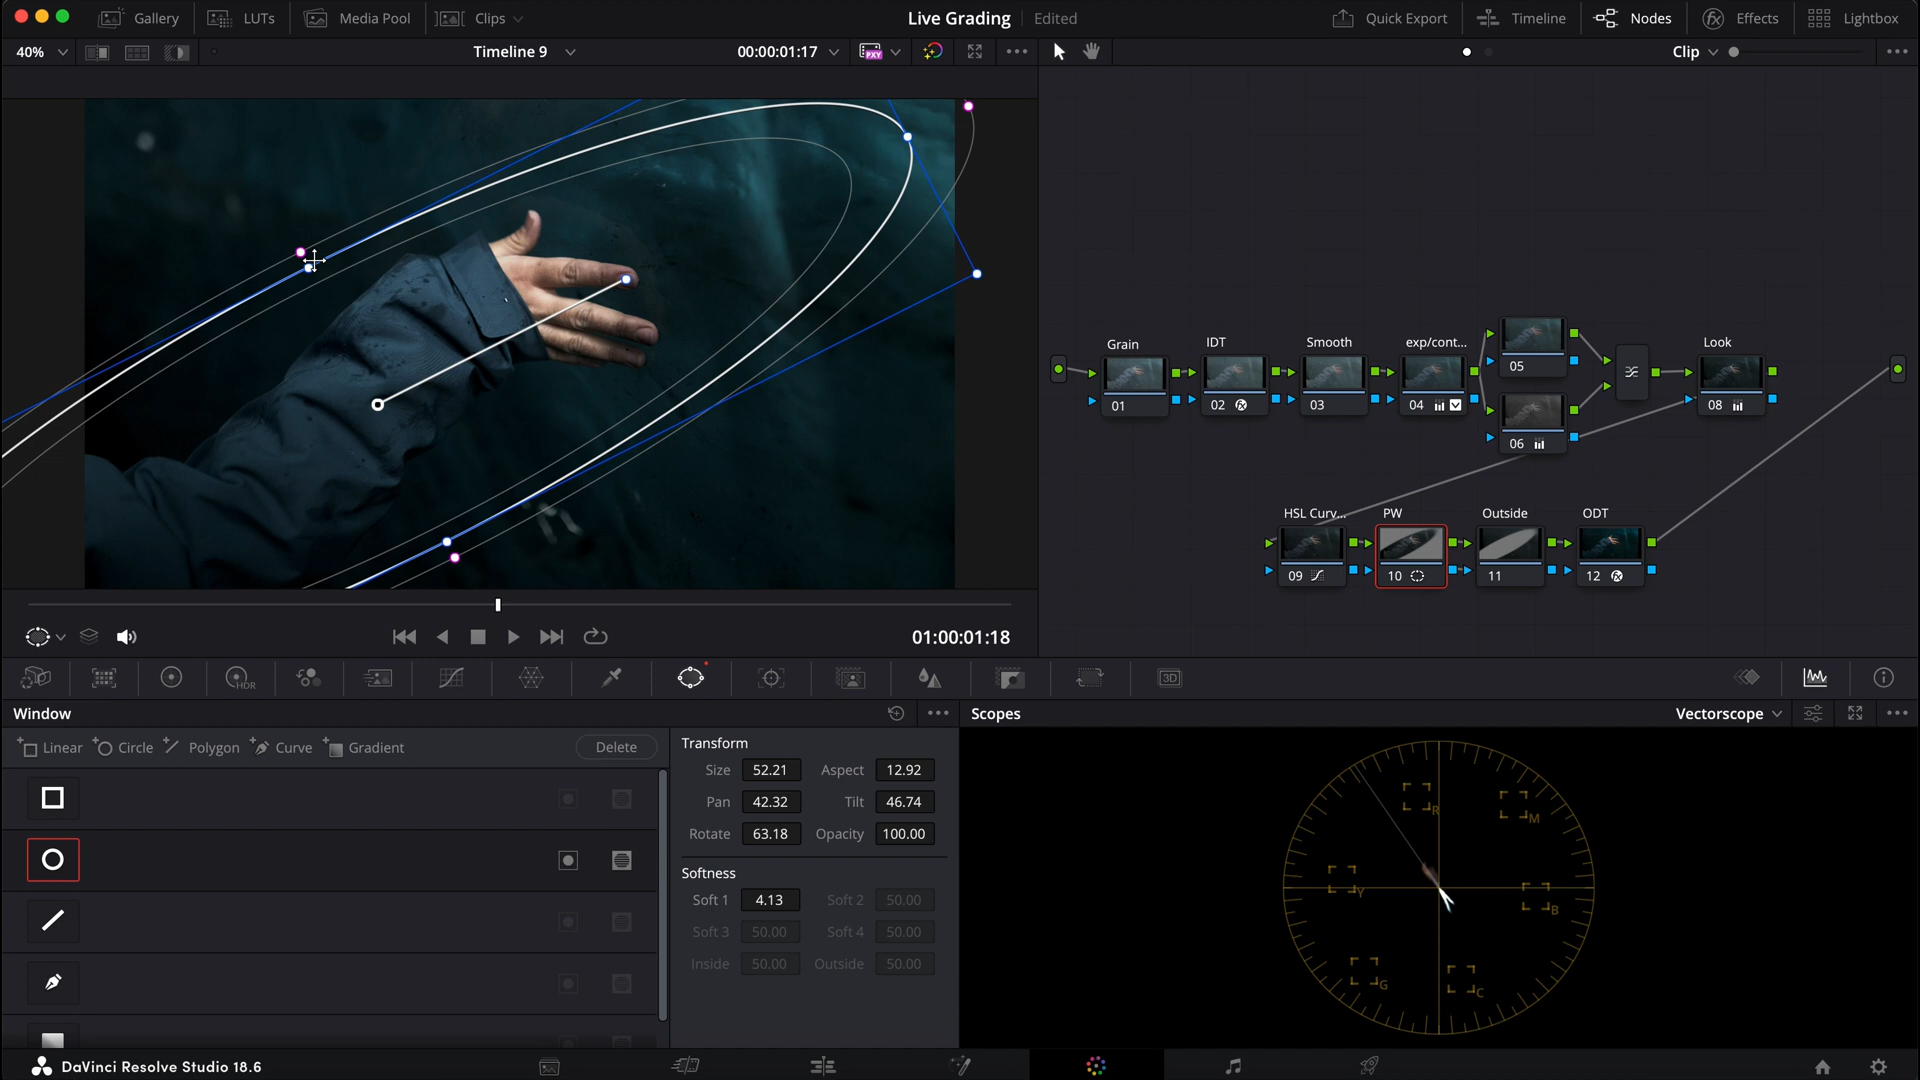 Gallery LUTs Media Pool Clips Live Grading Edited Quick Export Timeline Nodes Effects Lightbox
40% Timeline 9 00:00:01:17 PXY Clip
Grain IDT Smooth exp/cont... Look
05
01 02 03 04 08
06
HSL Curv... PW Outside ODT
09 10 11 12
01:00:01:18
HDR 3D
Window Scopes Vectorscope
Linear Circle Polygon Curve Gradient Delete
Transform
Size 52.21 Aspect 12.92
Pan 42.32 Tilt 46.74
Rotate 63.18 Opacity 100.00
Softness
Soft 1 4.13 Soft 2 50.00
Soft 3 50.00 Soft 4 50.00
Inside 50.00 Outside 50.00
R
M
Y
B
G
C
DaVinci Resolve Studio 18.6